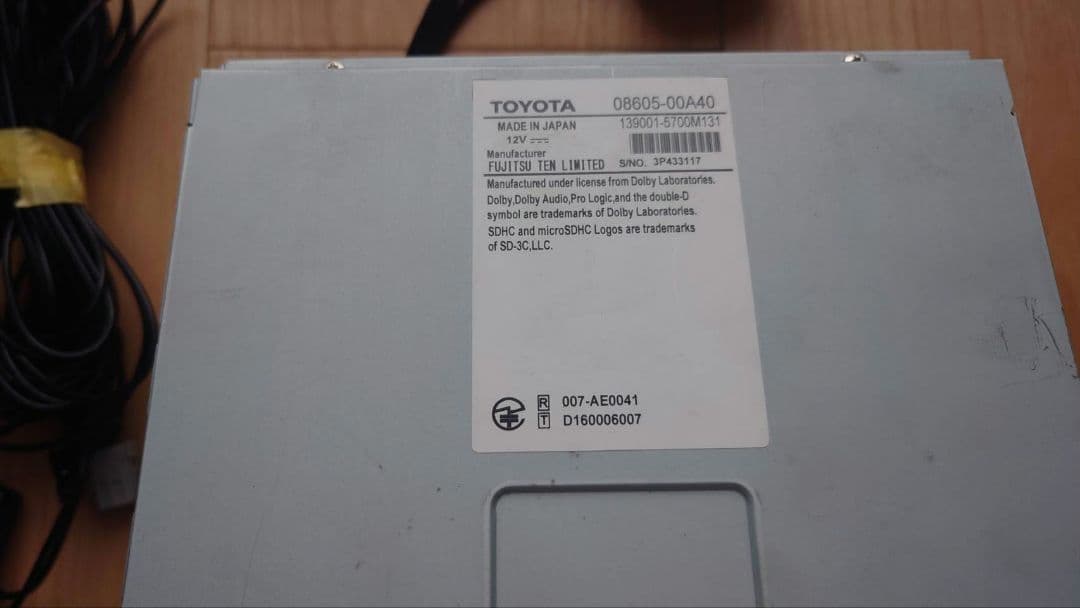 TOYOTA 08605-00A40
MADE IN JAPAN 139001-5700M131
12V
Manufacturer
FUJITSU TEN LIMITED S/NO. 3P433117
Manufactured under license from Dolby Laboratories.
Dolby,Dolby Audio,Pro Logic,and the double-D
symbol are trademarks of Dolby Laboratories.
SDHC and microSDHC Logos are trademarks
of SD-3C,LLC.
R 007-AE0041
T D160006007